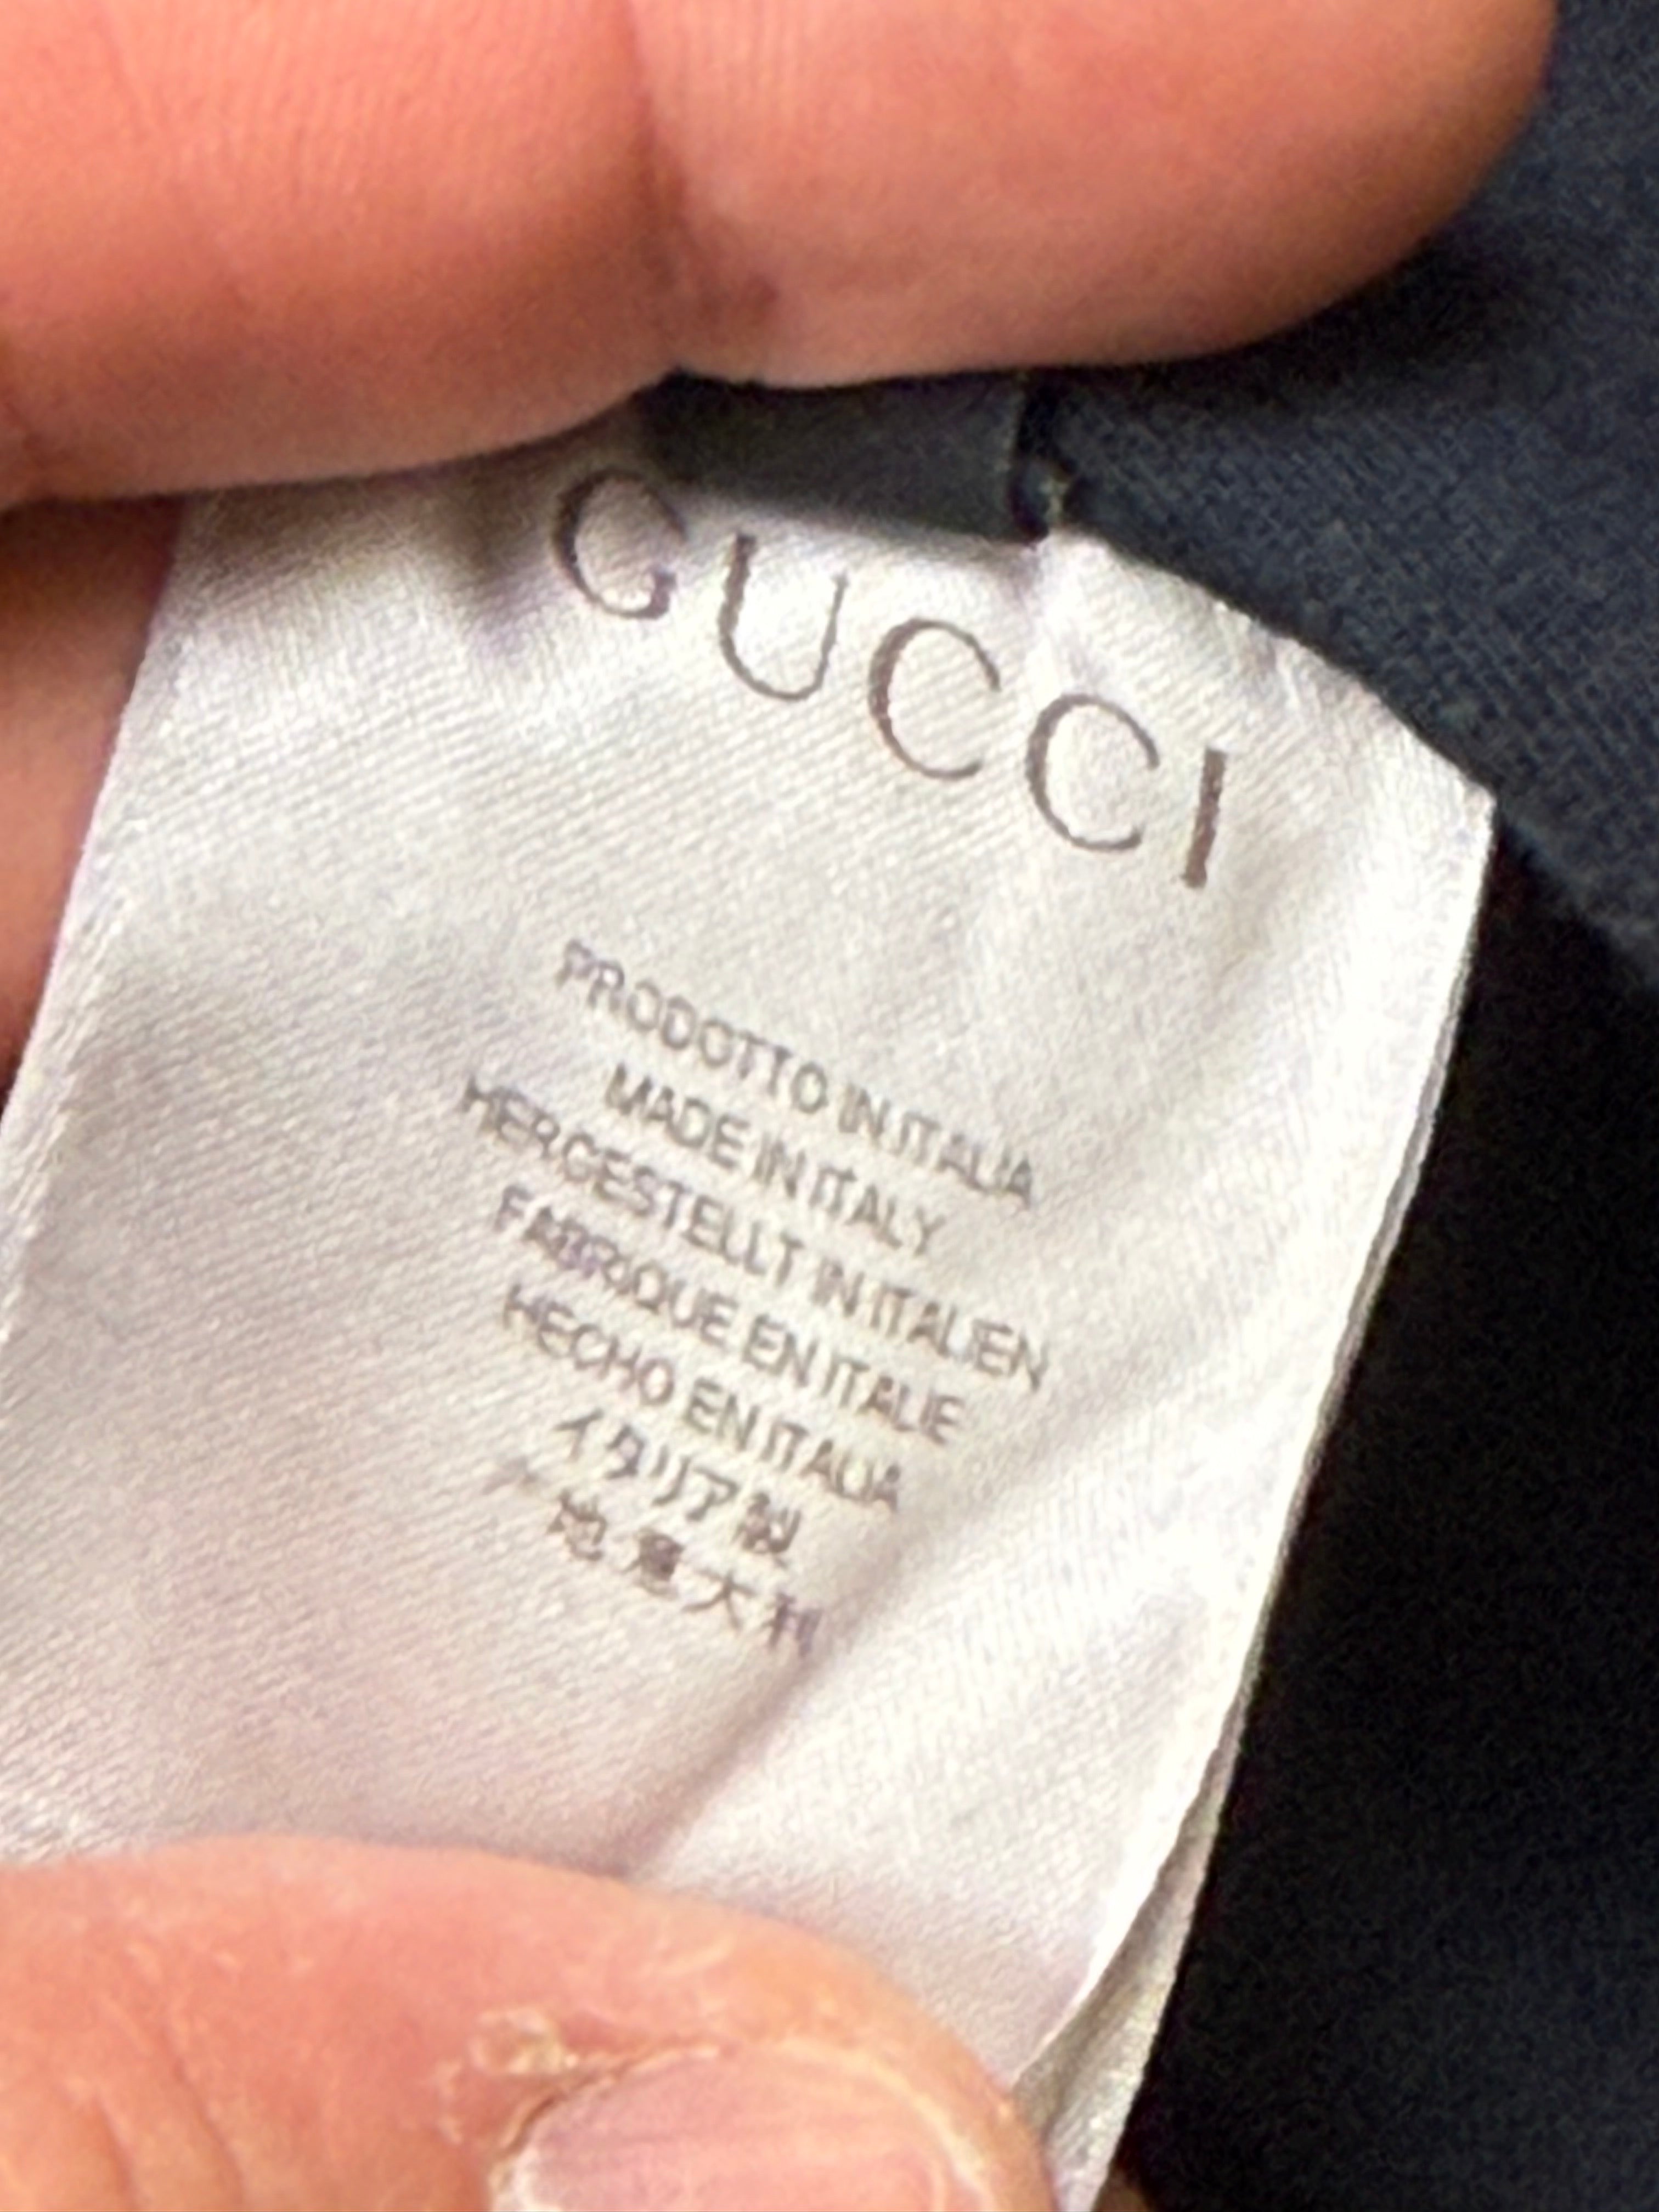 GUCCI
PRODOTTO IN ITALIA
MADE IN ITALY
HERGESTELLT IN ITALIEN
FABRIQUE EN ITALIE
HECHO EN ITALIA
イタリア製
地意大利